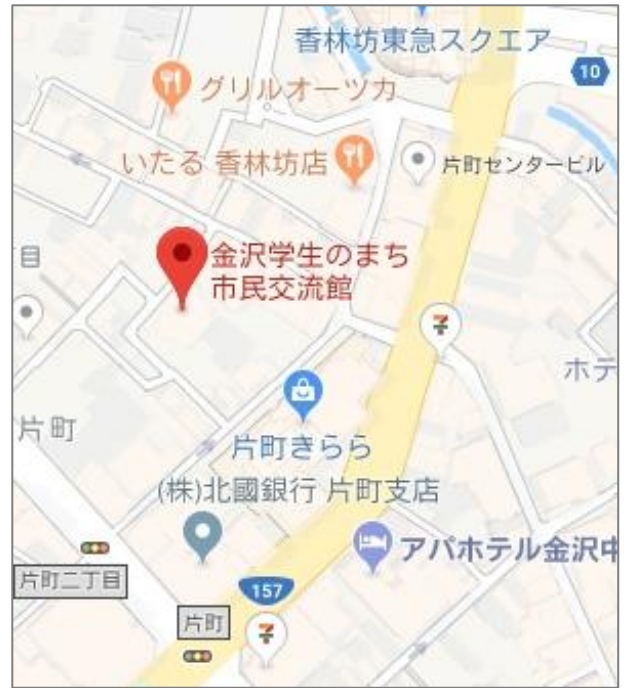 香林坊東急スクエア
10
グリルオーツカ
いたる 香林坊店
片町センタービル
目
金沢学生のまち
市民交流館
ホテ
片町きらら
片町
(株)北國銀行 片町支店
アパホテル金沢中
片町二丁目
157
片町